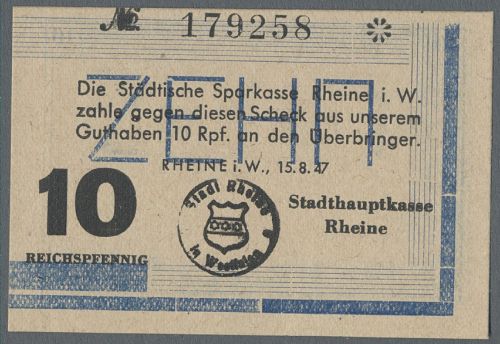 № 179258
ZEHN
Die Städtische Sparkasse Rheine i. W.
zahle gegen diesen Scheck aus unserem
Guthaben 10 Rpf. an den Überbringer.
RHEINE i. W., 15.8.47
10
REICHSPFENNIG
Stadt Rheine
in Westfalen
Stadthauptkasse
Rheine